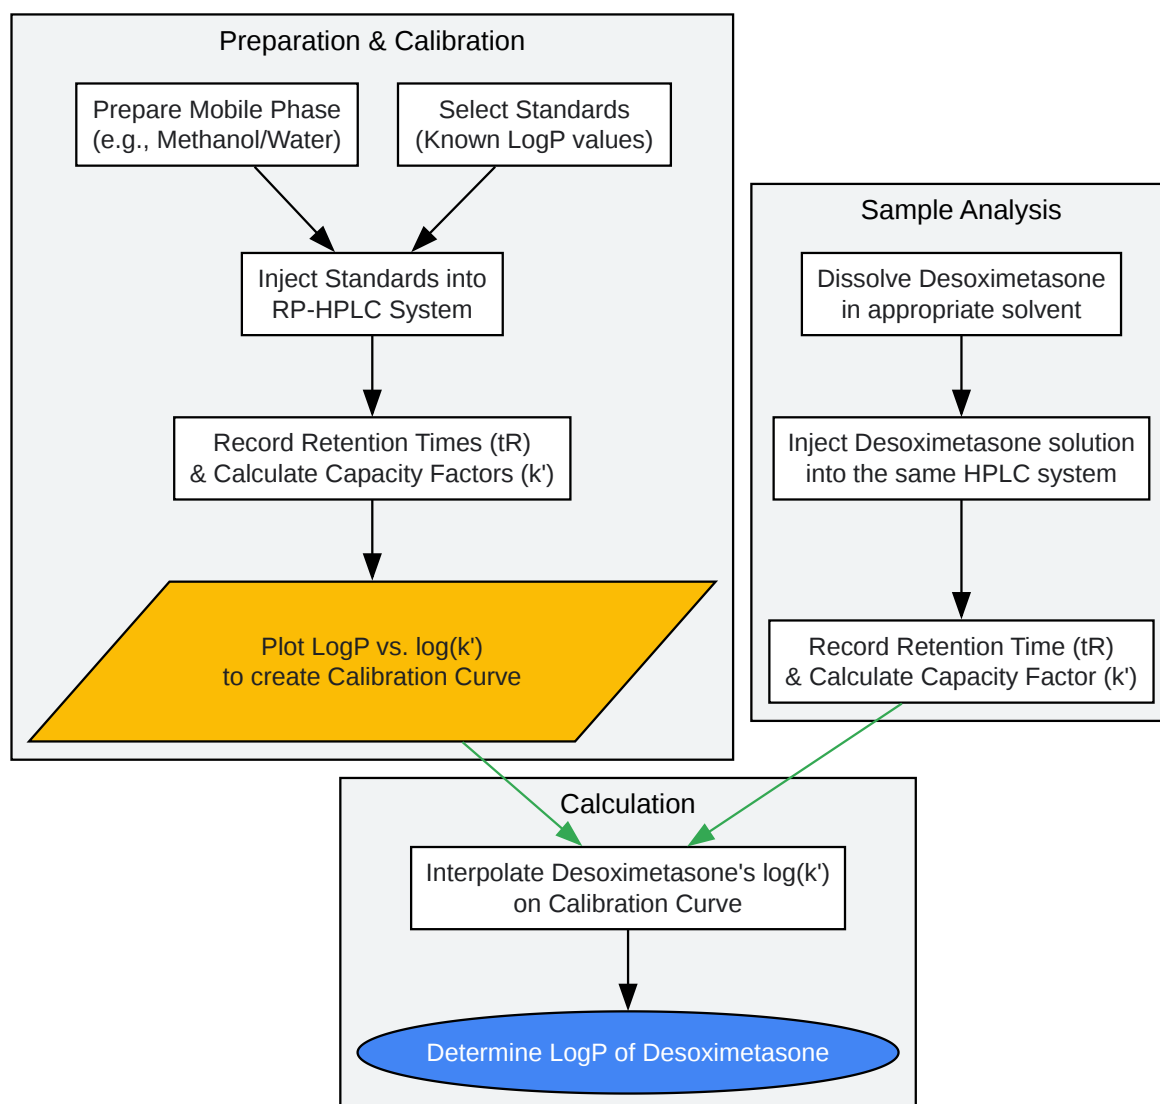 Preparation & Calibration
Prepare Mobile Phase
(e.g., Methanol/Water)
Select Standards
(Known LogP values)
Inject Standards into
RP-HPLC System
Record Retention Times (tR)
& Calculate Capacity Factors (k')
Plot LogP vs. log(k')
to create Calibration Curve
Sample Analysis
Dissolve Desoximetasone
in appropriate solvent
Inject Desoximetasone solution
into the same HPLC system
Record Retention Time (tR)
& Calculate Capacity Factor (k')
Calculation
Interpolate Desoximetasone's log(k')
on Calibration Curve
Determine LogP of Desoximetasone